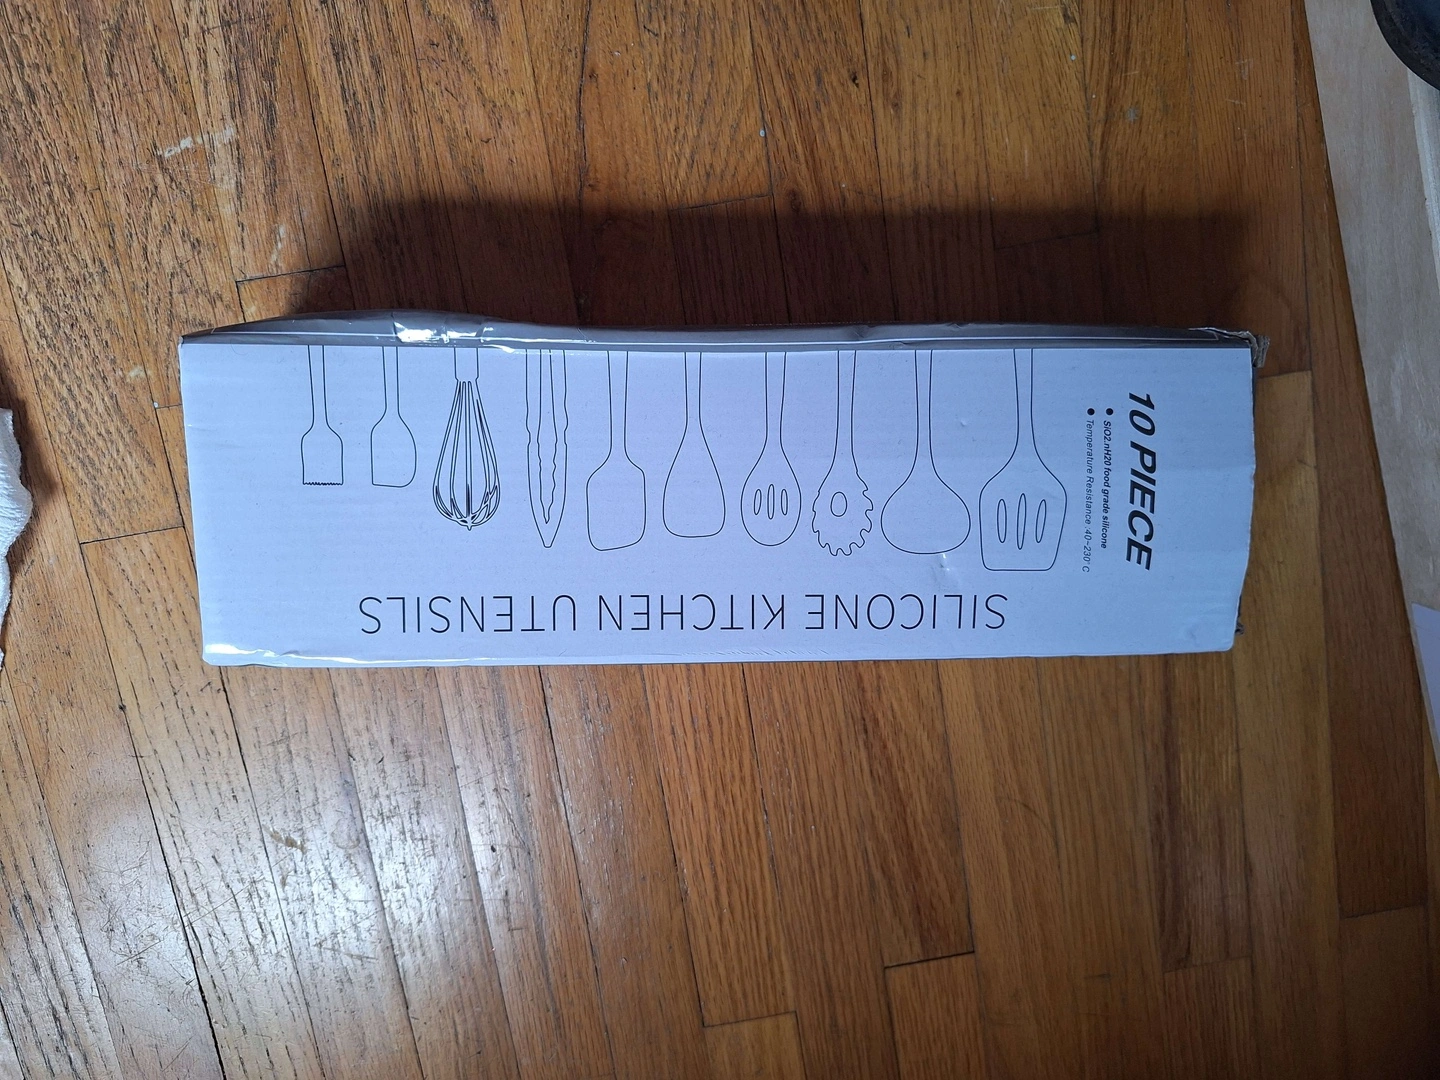 10 PIECE
● SiO2.nH20 food grade silicone
● Temperature Resistance :40~230°C
SILICONE KITCHEN UTENSILS